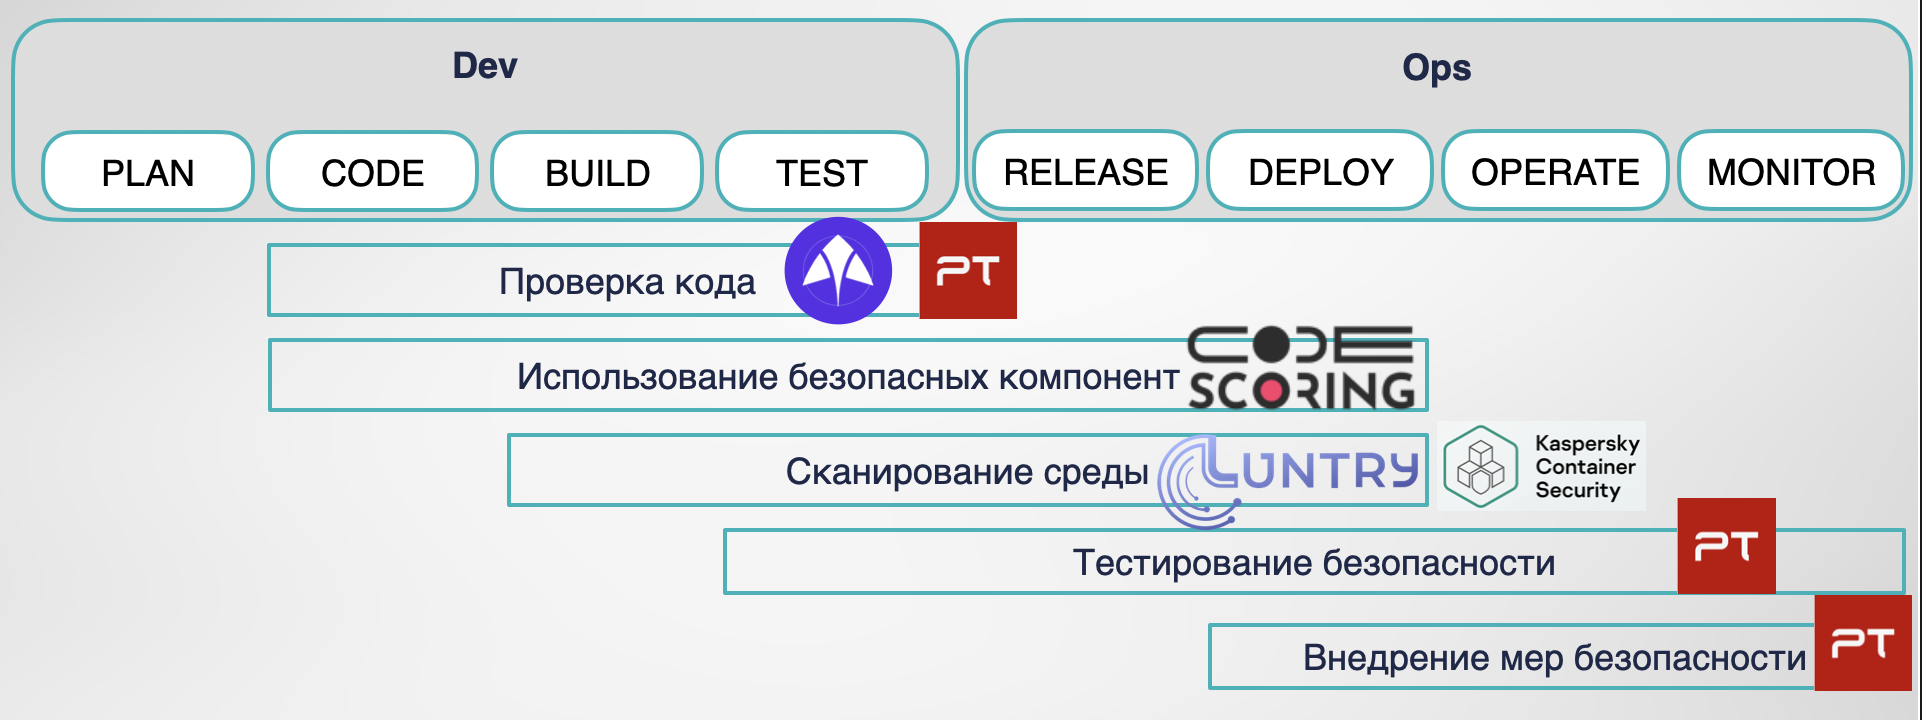 Dev
Ops
PLAN
CODE
BUILD
TEST
RELEASE
DEPLOY
OPERATE
MONITOR
Проверка кода
PT
Использование безопасных компонент
CODE
SCORING
Сканирование среды
LUNTRY
Kaspersky
Container
Security
Тестирование безопасности
PT
Внедрение мер безопасности
PT